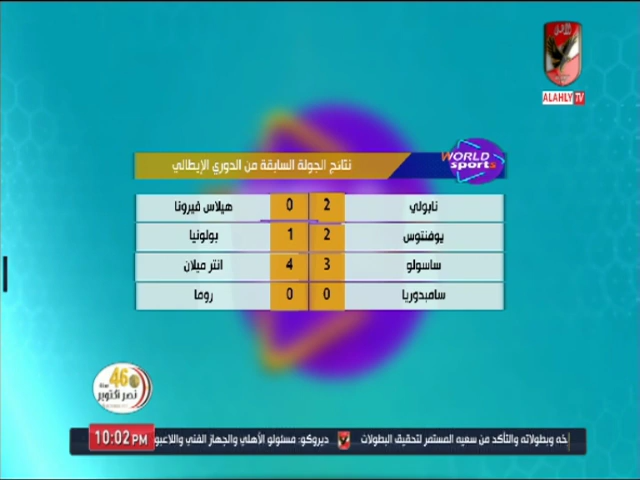 ALAHLY TV
WORLD
sports
نتائج الجولة السابقة من الدوري الإيطالي
نابولي 2 0 هيلاس فيرونا
يوفنتوس 2 1 بولونيا
ساسولو 3 4 انتر ميلان
سامبدوريا 0 0 روما
46
نصر أكتوبر
خه وبطولاته والتأكد من سعيه المستمر لتحقيق البطولات ديروكو: مسئولو الأهلي والجهاز الفني واللاعبو
10:02 PM